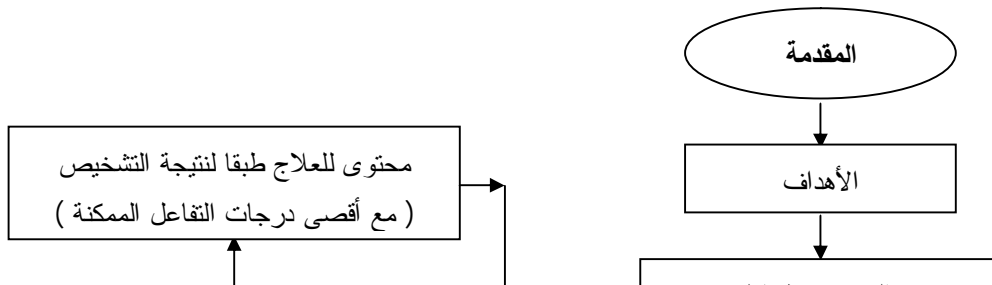 المقدمة
الأهداف
محتوى للعلاج طبقا لنتيجة التشخيص
( مع أقصى درجات التفاعل الممكنة )